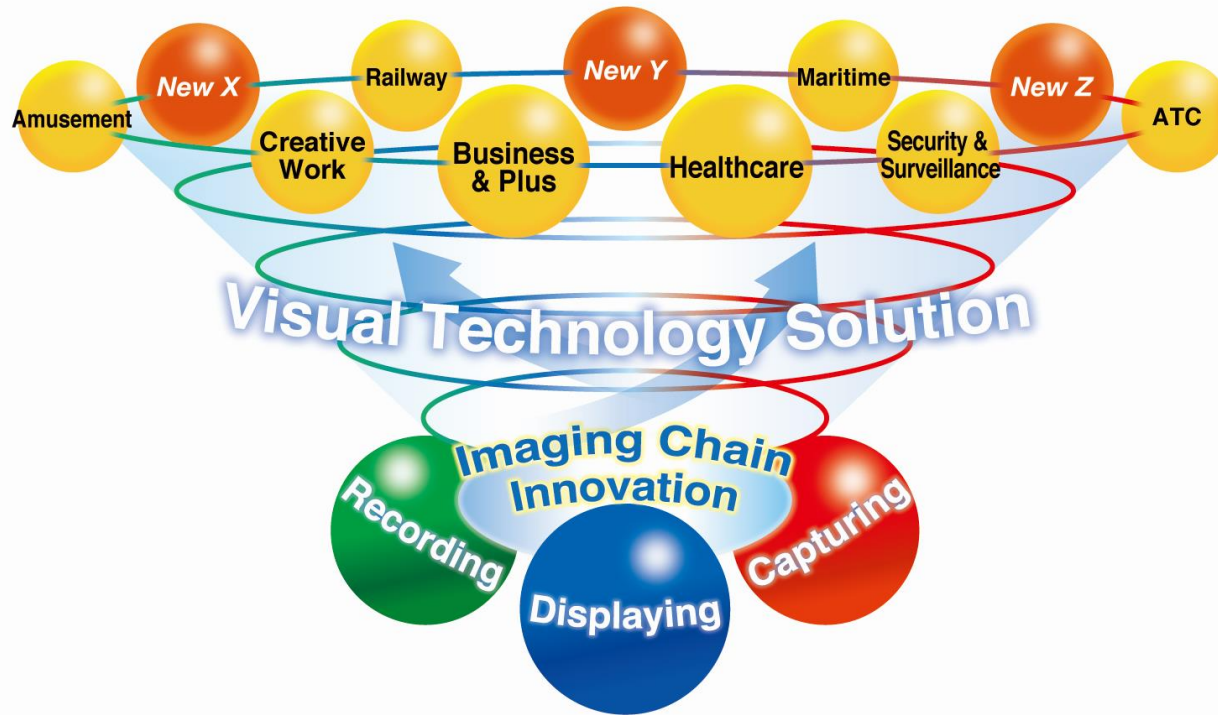 New X
Railway
New Y
Maritime
New Z
Amusement
ATC
Creative
Work
Business
& Plus
Healthcare
Security &
Surveillance
Visual Technology Solution
Imaging Chain
Innovation
Recording
Displaying
Capturing